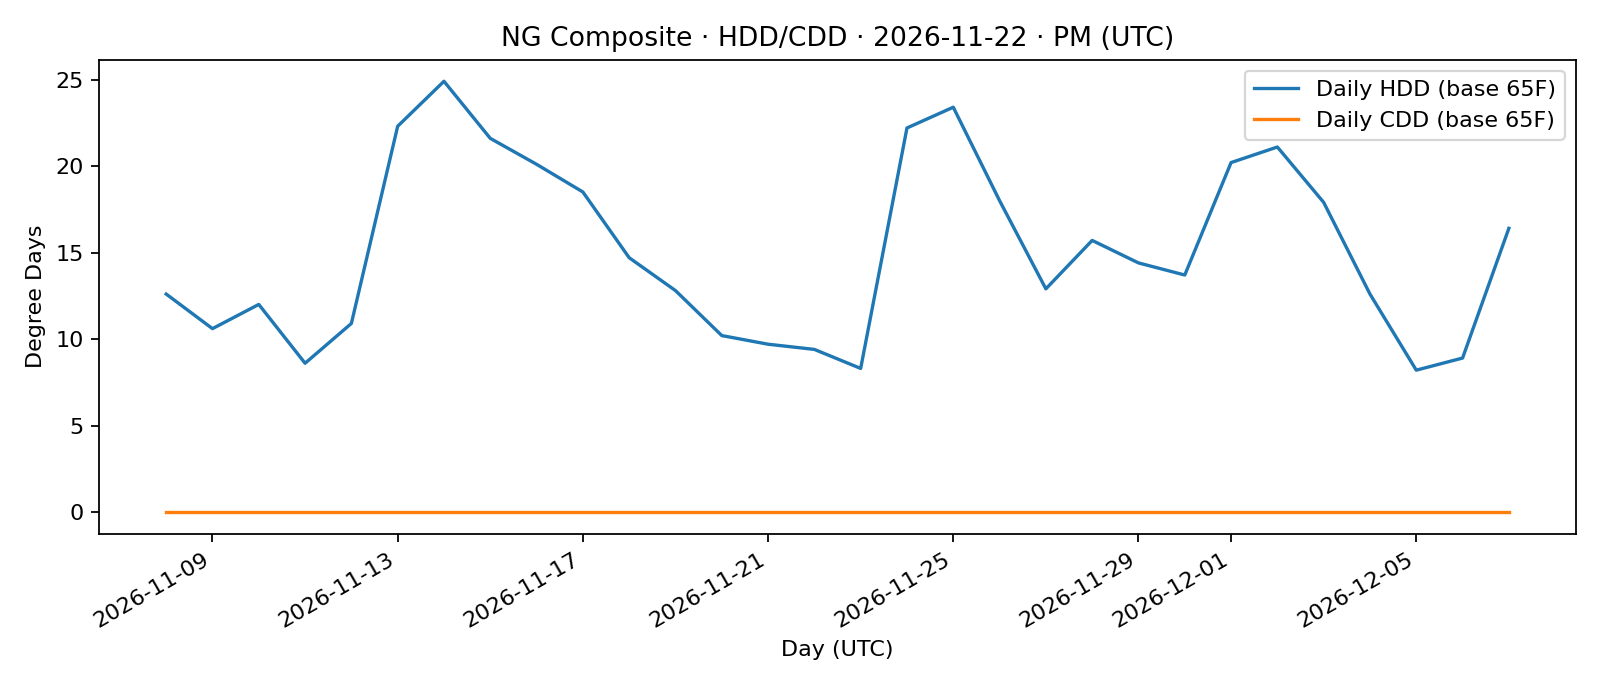 NG Composite · HDD/CDD · 2026-11-22 · PM (UTC)
Daily HDD (base 65F)
Daily CDD (base 65F)
Degree Days
25
20
15
10
5
0
2026-11-09
2026-11-13
2026-11-17
2026-11-21
2026-11-25
2026-11-29
2026-12-01
2026-12-05
Day (UTC)